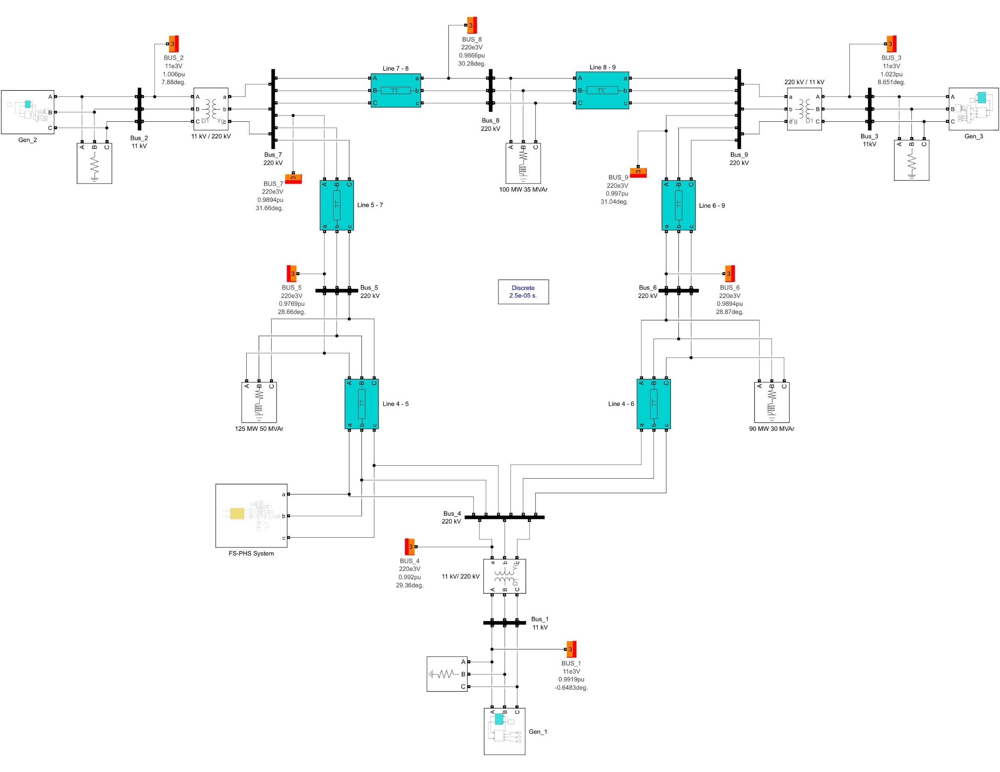 3
BUS_8
220e3V
0.9866pu
30.28deg.
3
BUS_2
11e3V
1.006pu
7.88deg.
3
BUS_3
11e3V
1.023pu
8.651deg.
Line 7 - 8
A a
B b
C c
Line 8 - 9
A a
B b
C c
A
B
C
Gen_2
A
B
C
Bus_2
11 kV
A a
B b
C D1 Yg c
11 kV / 220 kV
Bus_7
220 kV
Bus_8
220 kV
A B C
100 MW 35 MVAr
Bus_9
220 kV
220 kV / 11 kV
a A
b B
c Yg D1 C
Bus_3
11kV
A
B
C
Gen_3
A
B
C
3
BUS_7
220e3V
0.9894pu
31.66deg.
A B C
a b c
Line 5 - 7
3
BUS_9
220e3V
0.997pu
31.04deg.
A B C
a b c
Line 6 - 9
3
BUS_5
220e3V
0.9769pu
28.66deg.
Bus_5
220 kV
Discrete
2.5e-05 s.
Bus_6
220 kV
3
BUS_6
220e3V
0.9894pu
28.87deg.
A B C
125 MW 50 MVAr
A B C
a b c
Line 4 - 5
A B C
a b c
Line 4 - 6
A B C
90 MW 30 MVAr
a
b
c
FS-PHS System
Bus_4
220 kV
3
BUS_4
220e3V
0.992pu
29.36deg.
a b c
Yg
D1
A B C
11 kV/ 220 kV
Bus_1
11 kV
3
BUS_1
11e3V
0.9919pu
-0.6483deg.
A
B
C
A B C
Gen_1